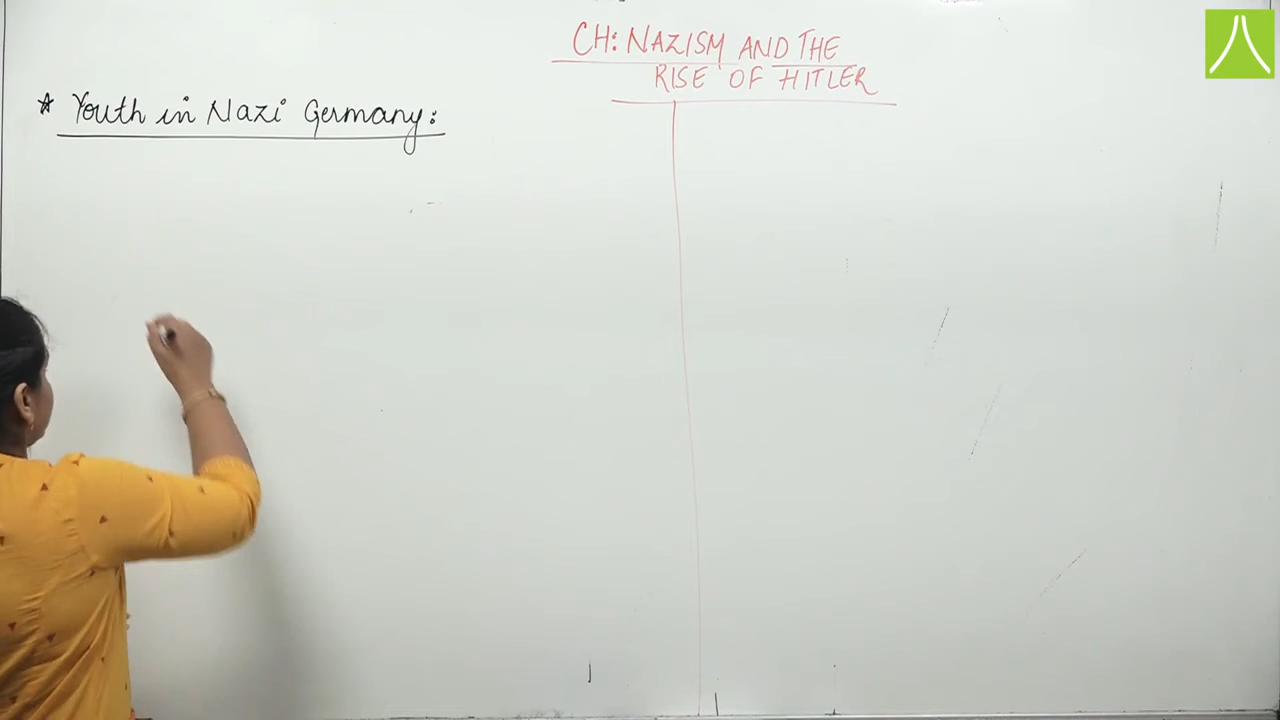 CH: NAZISM AND THE
RISE OF HITLER
* Youth in Nazi Germany: